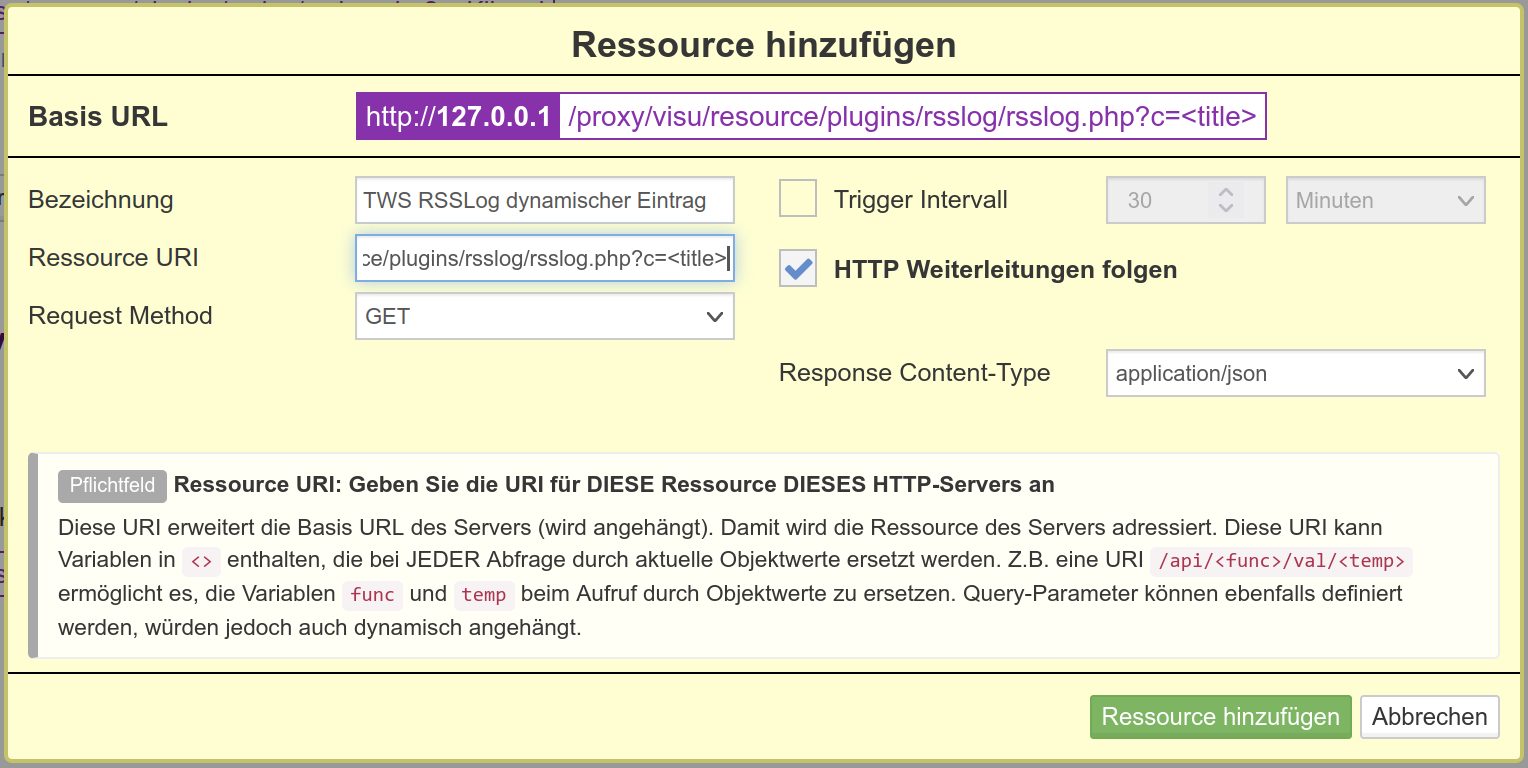 Ressource hinzufügen
Basis URL
http://127.0.0.1 /proxy/visu/resource/plugins/rsslog/rsslog.php?c=<title>
Bezeichnung
TWS RSSLog dynamischer Eintrag
Trigger Intervall
30
Minuten
Ressource URI
ce/plugins/rsslog/rsslog.php?c=<title>
HTTP Weiterleitungen folgen
Request Method
GET
Response Content-Type
application/json
Pflichtfeld Ressource URI: Geben Sie die URI für DIESE Ressource DIESES HTTP-Servers an
Diese URI erweitert die Basis URL des Servers (wird angehängt). Damit wird die Ressource des Servers adressiert. Diese URI kann
Variablen in <> enthalten, die bei JEDER Abfrage durch aktuelle Objektwerte ersetzt werden. Z.B. eine URI /api/<func>/val/<temp>
ermöglicht es, die Variablen func und temp beim Aufruf durch Objektwerte zu ersetzen. Query-Parameter können ebenfalls definiert
werden, würden jedoch auch dynamisch angehängt.
Ressource hinzufügen
Abbrechen